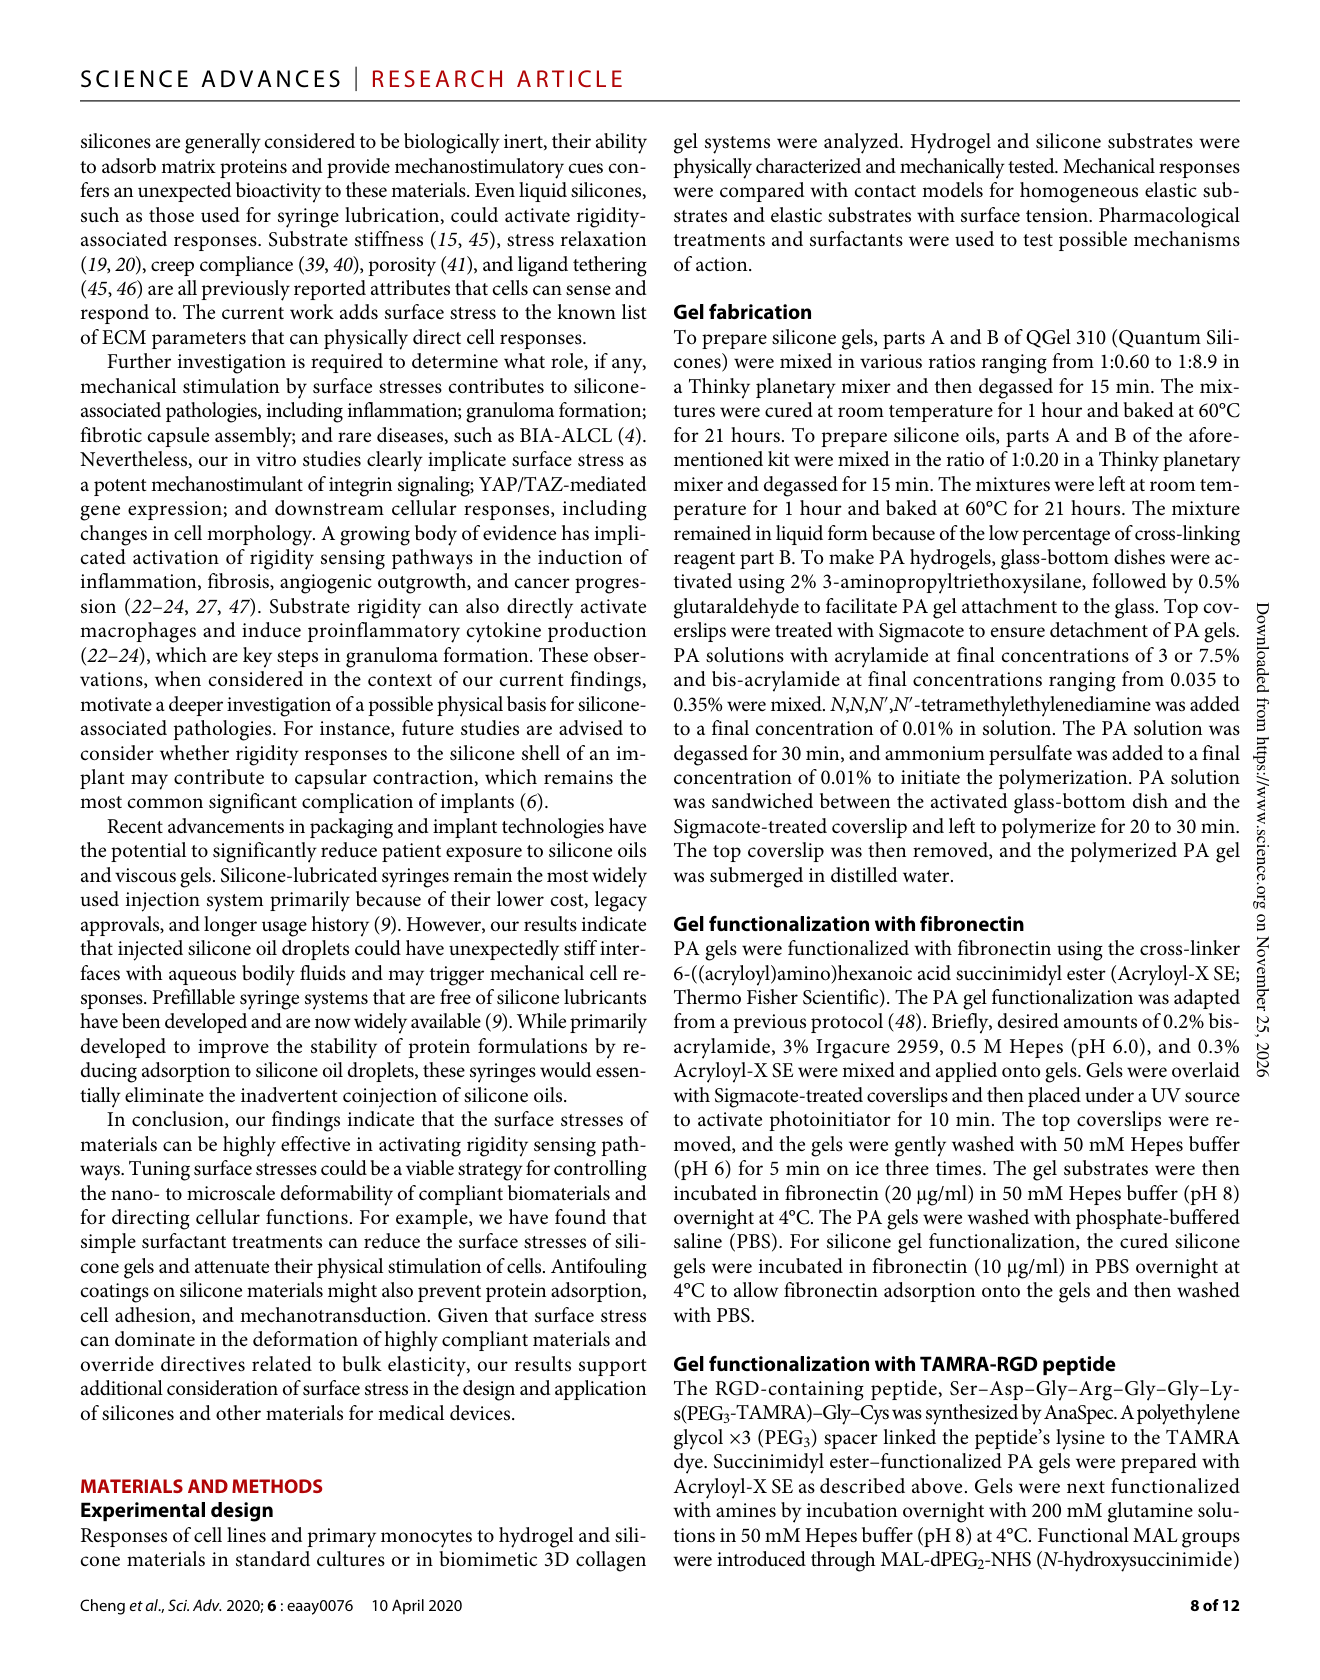 SCIENCE ADVANCES | RESEARCH ARTICLE
silicones are generally considered to be biologically inert, their ability
to adsorb matrix proteins and provide mechanostimulatory cues con-
fers an unexpected bioactivity to these materials. Even liquid silicones,
such as those used for syringe lubrication, could activate rigidity-
associated responses. Substrate stiffness (15, 45), stress relaxation
(19, 20), creep compliance (39, 40), porosity (41), and ligand tethering
(45, 46) are all previously reported attributes that cells can sense and
respond to. The current work adds surface stress to the known list
of ECM parameters that can physically direct cell responses.
Further investigation is required to determine what role, if any,
mechanical stimulation by surface stresses contributes to silicone-
associated pathologies, including inflammation; granuloma formation;
fibrotic capsule assembly; and rare diseases, such as BIA-ALCL (4).
Nevertheless, our in vitro studies clearly implicate surface stress as
a potent mechanostimulant of integrin signaling; YAP/TAZ-mediated
gene expression; and downstream cellular responses, including
changes in cell morphology. A growing body of evidence has impli-
cated activation of rigidity sensing pathways in the induction of
inflammation, fibrosis, angiogenic outgrowth, and cancer progres-
sion (22–24, 27, 47). Substrate rigidity can also directly activate
macrophages and induce proinflammatory cytokine production
(22–24), which are key steps in granuloma formation. These obser-
vations, when considered in the context of our current findings,
motivate a deeper investigation of a possible physical basis for silicone-
associated pathologies. For instance, future studies are advised to
consider whether rigidity responses to the silicone shell of an im-
plant may contribute to capsular contraction, which remains the
most common significant complication of implants (6).
Recent advancements in packaging and implant technologies have
the potential to significantly reduce patient exposure to silicone oils
and viscous gels. Silicone-lubricated syringes remain the most widely
used injection system primarily because of their lower cost, legacy
approvals, and longer usage history (9). However, our results indicate
that injected silicone oil droplets could have unexpectedly stiff inter-
faces with aqueous bodily fluids and may trigger mechanical cell re-
sponses. Prefillable syringe systems that are free of silicone lubricants
have been developed and are now widely available (9). While primarily
developed to improve the stability of protein formulations by re-
ducing adsorption to silicone oil droplets, these syringes would essen-
tially eliminate the inadvertent coinjection of silicone oils.
In conclusion, our findings indicate that the surface stresses of
materials can be highly effective in activating rigidity sensing path-
ways. Tuning surface stresses could be a viable strategy for controlling
the nano- to microscale deformability of compliant biomaterials and
for directing cellular functions. For example, we have found that
simple surfactant treatments can reduce the surface stresses of sili-
cone gels and attenuate their physical stimulation of cells. Antifouling
coatings on silicone materials might also prevent protein adsorption,
cell adhesion, and mechanotransduction. Given that surface stress
can dominate in the deformation of highly compliant materials and
override directives related to bulk elasticity, our results support
additional consideration of surface stress in the design and application
of silicones and other materials for medical devices.
MATERIALS AND METHODS
Experimental design
Responses of cell lines and primary monocytes to hydrogel and sili-
cone materials in standard cultures or in biomimetic 3D collagen
gel systems were analyzed. Hydrogel and silicone substrates were
physically characterized and mechanically tested. Mechanical responses
were compared with contact models for homogeneous elastic sub-
strates and elastic substrates with surface tension. Pharmacological
treatments and surfactants were used to test possible mechanisms
of action.
Gel fabrication
To prepare silicone gels, parts A and B of QGel 310 (Quantum Sili-
cones) were mixed in various ratios ranging from 1:0.60 to 1:8.9 in
a Thinky planetary mixer and then degassed for 15 min. The mix-
tures were cured at room temperature for 1 hour and baked at 60°C
for 21 hours. To prepare silicone oils, parts A and B of the afore-
mentioned kit were mixed in the ratio of 1:0.20 in a Thinky planetary
mixer and degassed for 15 min. The mixtures were left at room tem-
perature for 1 hour and baked at 60°C for 21 hours. The mixture
remained in liquid form because of the low percentage of cross-linking
reagent part B. To make PA hydrogels, glass-bottom dishes were ac-
tivated using 2% 3-aminopropyltriethoxysilane, followed by 0.5%
glutaraldehyde to facilitate PA gel attachment to the glass. Top cov-
erslips were treated with Sigmacote to ensure detachment of PA gels.
PA solutions with acrylamide at final concentrations of 3 or 7.5%
and bis-acrylamide at final concentrations ranging from 0.035 to
0.35% were mixed. N,N,N′,N′-tetramethylethylenediamine was added
to a final concentration of 0.01% in solution. The PA solution was
degassed for 30 min, and ammonium persulfate was added to a final
concentration of 0.01% to initiate the polymerization. PA solution
was sandwiched between the activated glass-bottom dish and the
Sigmacote-treated coverslip and left to polymerize for 20 to 30 min.
The top coverslip was then removed, and the polymerized PA gel
was submerged in distilled water.
Gel functionalization with fibronectin
PA gels were functionalized with fibronectin using the cross-linker
6-((acryloyl)amino)hexanoic acid succinimidyl ester (Acryloyl-X SE;
Thermo Fisher Scientific). The PA gel functionalization was adapted
from a previous protocol (48). Briefly, desired amounts of 0.2% bis-
acrylamide, 3% Irgacure 2959, 0.5 M Hepes (pH 6.0), and 0.3%
Acryloyl-X SE were mixed and applied onto gels. Gels were overlaid
with Sigmacote-treated coverslips and then placed under a UV source
to activate photoinitiator for 10 min. The top coverslips were re-
moved, and the gels were gently washed with 50 mM Hepes buffer
(pH 6) for 5 min on ice three times. The gel substrates were then
incubated in fibronectin (20 μg/ml) in 50 mM Hepes buffer (pH 8)
overnight at 4°C. The PA gels were washed with phosphate-buffered
saline (PBS). For silicone gel functionalization, the cured silicone
gels were incubated in fibronectin (10 μg/ml) in PBS overnight at
4°C to allow fibronectin adsorption onto the gels and then washed
with PBS.
Gel functionalization with TAMRA-RGD peptide
The RGD-containing peptide, Ser–Asp–Gly–Arg–Gly–Gly–Ly-
s(PEG₃-TAMRA)–Gly–Cys was synthesized by AnaSpec. A polyethylene
glycol ×3 (PEG₃) spacer linked the peptide's lysine to the TAMRA
dye. Succinimidyl ester–functionalized PA gels were prepared with
Acryloyl-X SE as described above. Gels were next functionalized
with amines by incubation overnight with 200 mM glutamine solu-
tions in 50 mM Hepes buffer (pH 8) at 4°C. Functional MAL groups
were introduced through MAL-dPEG₂-NHS (N-hydroxysuccinimide)
Downloaded from https://www.science.org on November 25, 2026
Cheng et al., Sci. Adv. 2020; 6 : eaay0076 10 April 2020
8 of 12